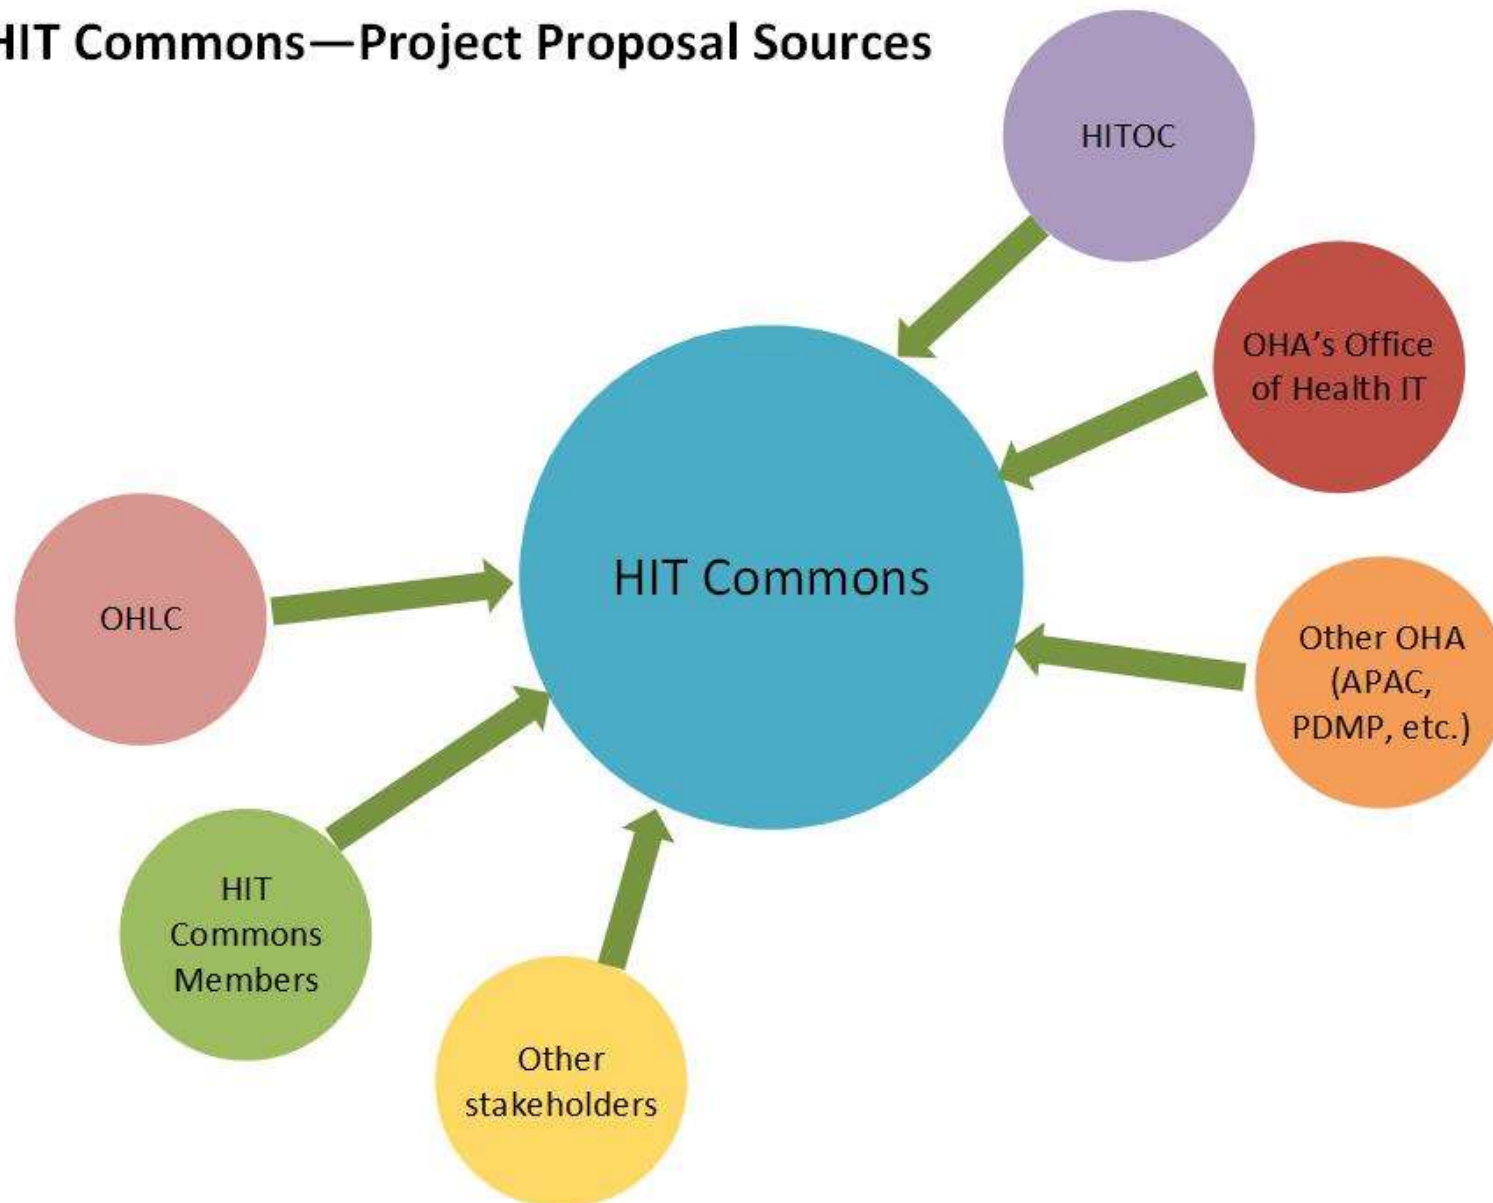 HIT Commons—Project Proposal Sources
HITOC
OHA's Office
of Health IT
HIT Commons
OHLC
Other OHA
(APAC,
PDMP, etc.)
HIT
Commons
Members
Other
stakeholders